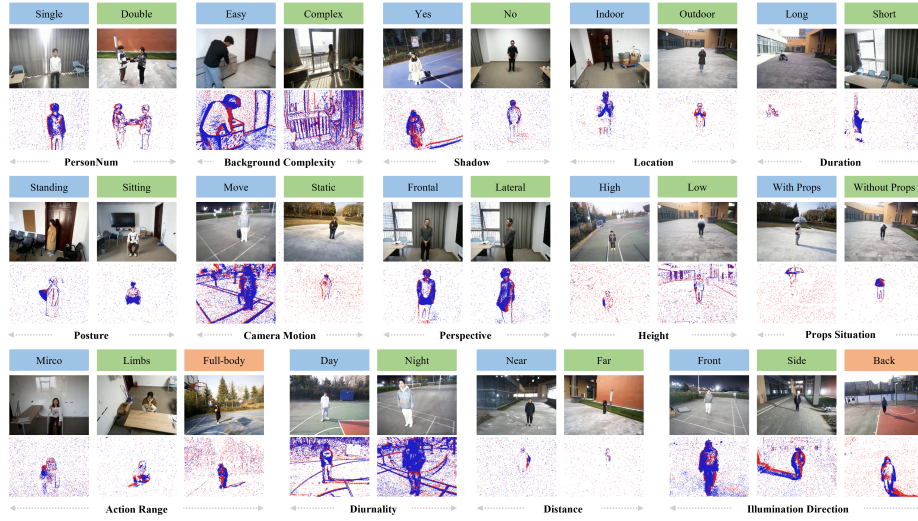 Single Double Easy Complex Yes No Indoor Outdoor Long Short
PersonNum Background Complexity Shadow Location Duration
Standing Sitting Move Static Frontal Lateral High Low With Props Without Props
Posture Camera Motion Perspective Height Props Situation
Mirco Limbs Full-body Day Night Near Far Front Side Back
Action Range Diurnality Distance Illumination Direction